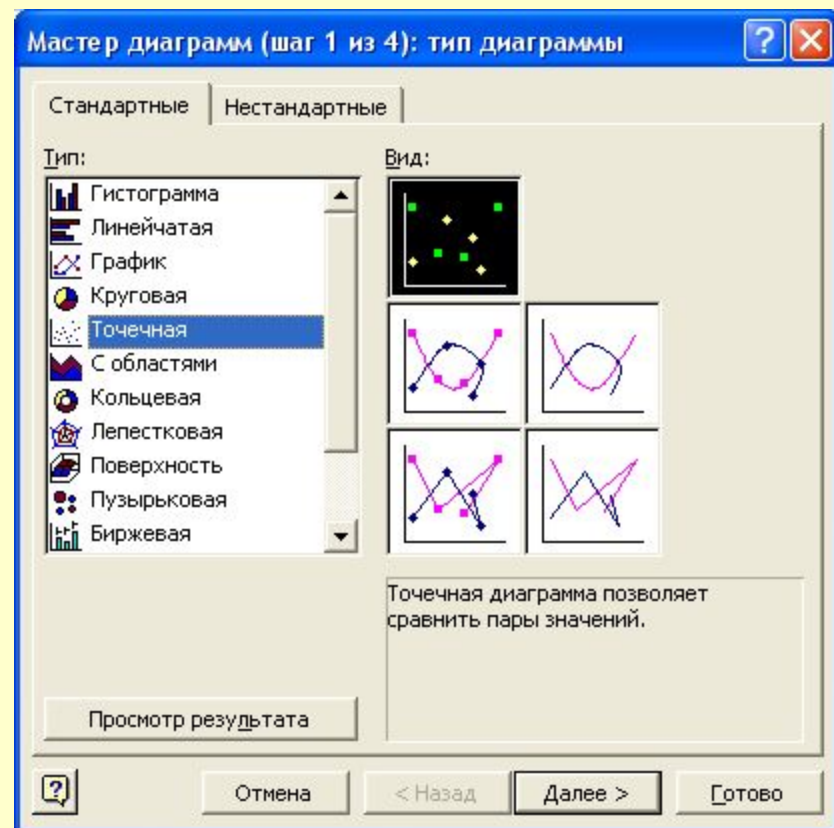 Мастер диаграмм (шаг 1 из 4): тип диаграммы
Стандартные
Нестандартные
Тип:
Гистограмма
Линейчатая
График
Круговая
Точечная
С областями
Кольцевая
Лепестковая
Поверхность
Пузырьковая
Биржевая
Вид:
Точечная диаграмма позволяет
сравнить пары значений.
Просмотр результата
Отмена
< Назад
Далее >
Готово